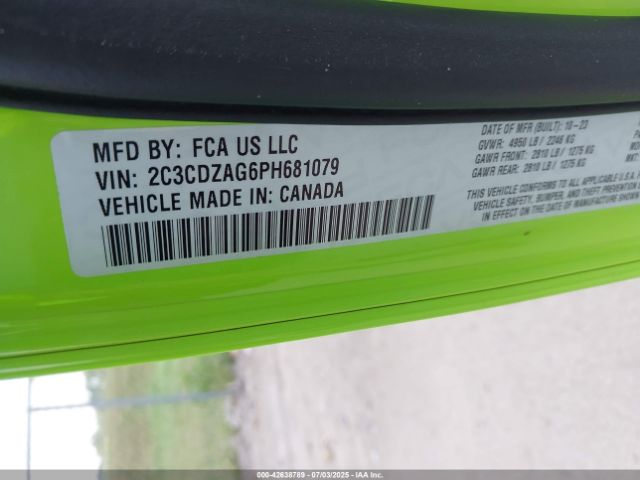 MFD BY: FCA US LLC
VIN: 2C3CDZAG6PH681079
VEHICLE MADE IN: CANADA
DATE OF MFR (BUILT): 10-23
GVWR: 4950 LB / 2246 KG
GAWR FRONT: 2810 LB / 1275 KG
GAWR REAR: 2810 LB / 1275 KG
THIS VEHICLE CONFORMS TO ALL APPLICABLE U.S.A.
VEHICLE SAFETY, BUMPER, AND THEFT PREVENTION
IN EFFECT ON THE DATE OF MANUFACTURE SHOWN
000-42638769 - 07/03/2025 - IAA Inc.